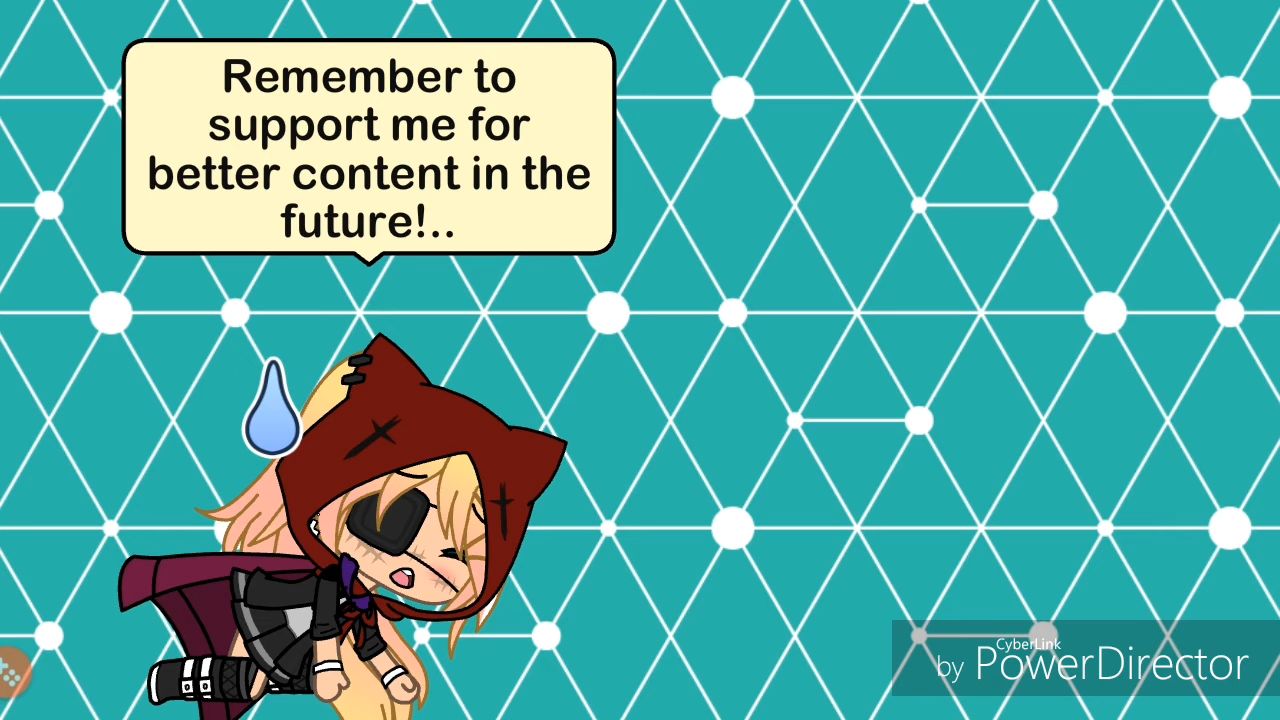 Remember to
support me for
better content in the
future!..
CyberLink
by PowerDirector